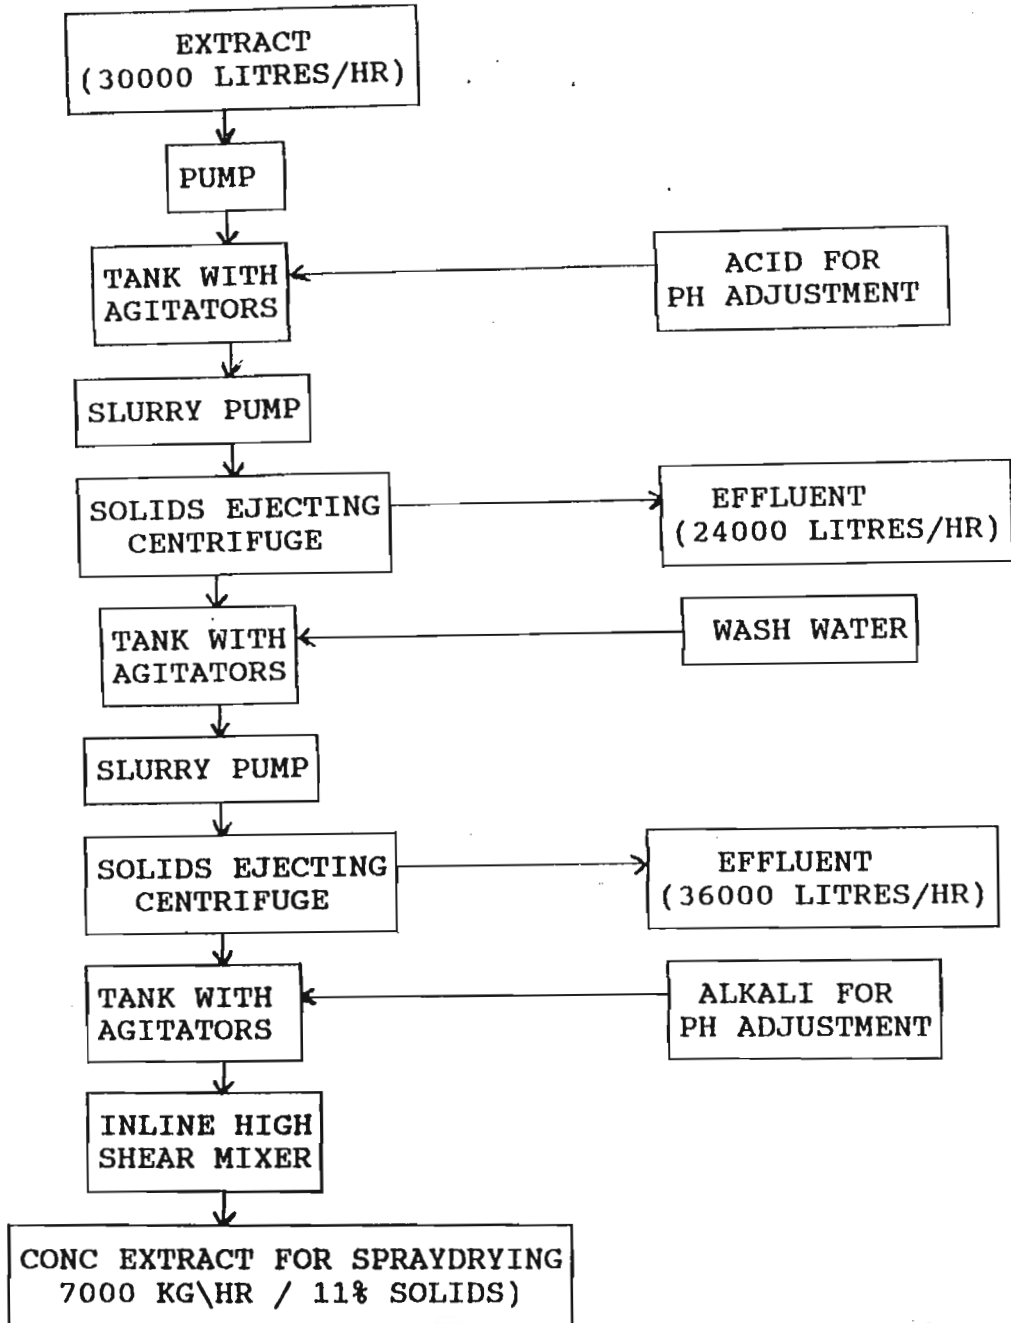 EXTRACT
(30000 LITRES/HR)
PUMP
TANK WITH
AGITATORS
ACID FOR
PH ADJUSTMENT
SLURRY PUMP
SOLIDS EJECTING
CENTRIFUGE
EFFLUENT
(24000 LITRES/HR)
TANK WITH
AGITATORS
WASH WATER
SLURRY PUMP
SOLIDS EJECTING
CENTRIFUGE
EFFLUENT
(36000 LITRES/HR)
TANK WITH
AGITATORS
ALKALI FOR
PH ADJUSTMENT
INLINE HIGH
SHEAR MIXER
CONC EXTRACT FOR SPRAYDRYING
7000 KG\HR / 11% SOLIDS)